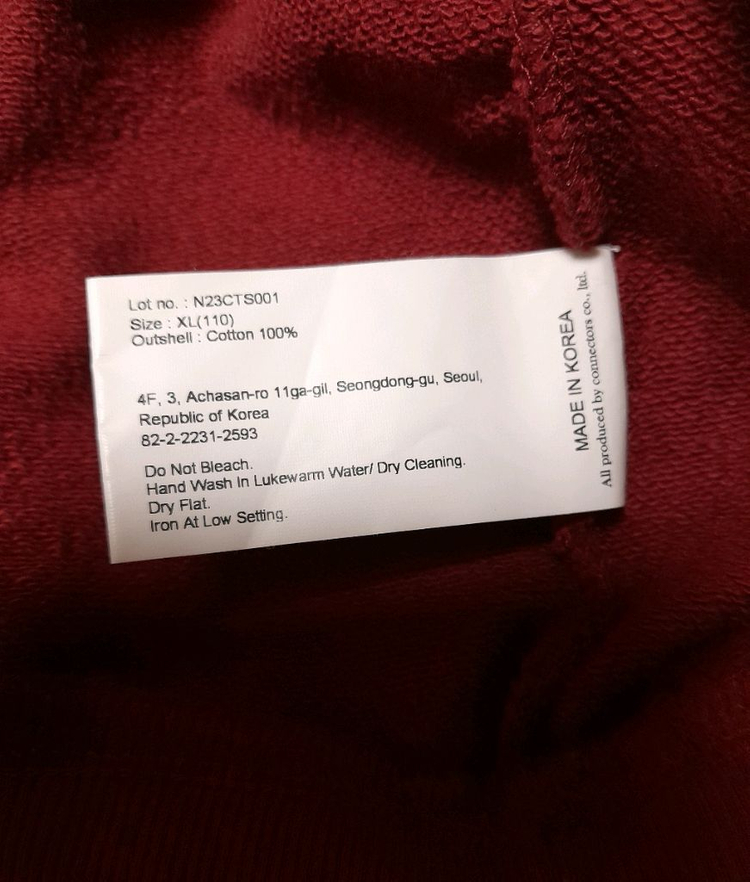 Lot no. : N23CTS001
Size : XL(110)
Outshell : Cotton 100%
4F, 3, Achasan-ro 11ga-gil, Seongdong-gu, Seoul,
Republic of Korea
82-2-2231-2593
Do Not Bleach.
Hand Wash In Lukewarm Water/ Dry Cleaning.
Dry Flat.
Iron At Low Setting.
MADE IN KOREA
All produced by connectors co., ltd.